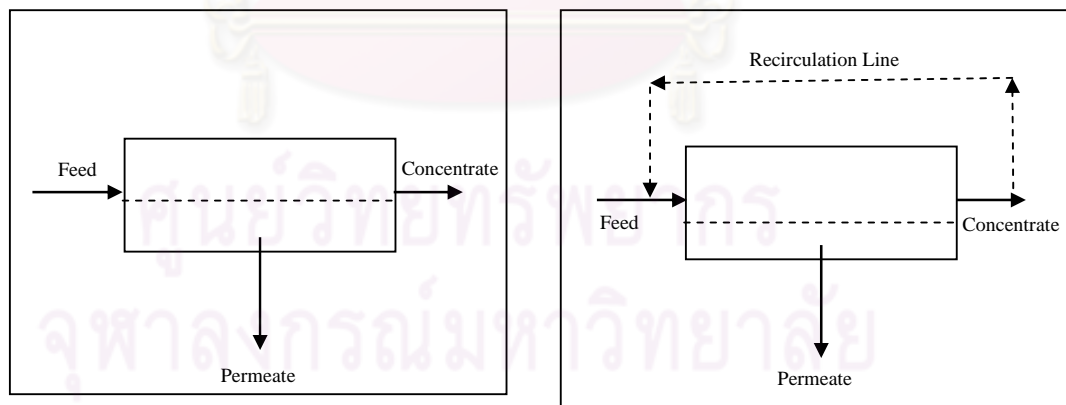 Feed
Concentrate
Permeate
Recirculation Line
Feed
Concentrate
Permeate
ศูนย์วิทยทรัพยากร
จุฬาลงกรณ์มหาวิทยาลัย